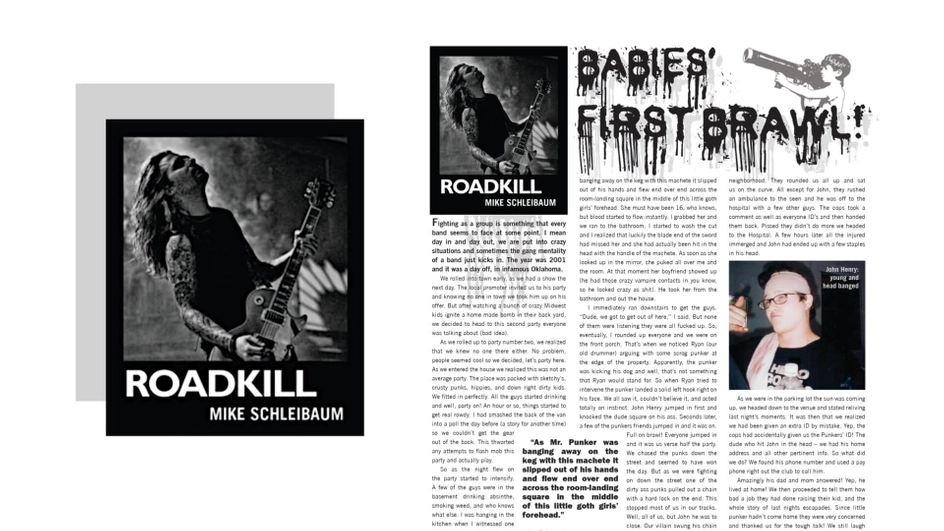 ROADKILL
MIKE SCHLEIBAUM
ROADKILL
MIKE SCHLEIBAUM
BABIES'
FIRST BRAWL!
Fighting as a group is something that every
band seems to face at some point. I mean
day in and day out, we are put into crazy
situations and sometimes the gang mentality
of a band just kicks in. The year was 2001
and it was a day off, in infamous Oklahoma.
We rolled into town early, as we had a show the
next day. The local promoter invited us to his party
and knowing no one in town we took him up on his
offer. But after watching a bunch of crazy Midwest
kids ignite a home made bomb in their back yard,
we decided to head to this second party everyone
was talking about (bad idea).
As we rolled up to party number two, we realized
that we knew no one there either. No problem,
people seemed cool so we decided, let's party here.
As we entered the house we realized this was not an
average party. The place was packed with sketchy's,
crusty punks, hippies, and down right dirty kids.
We fitted in perfectly. All the guys started drinking
and well, party on! An hour or so, things started to
get real rowdy. I had smashed the back of the van
into a poll the day before (a story for another time)
so we couldn't get the gear
out of the back. This thwarted
any attempts to flash mob this
party and actually play.
So as the night flew on
the party started to intensify.
A few of the guys were in the
basement drinking absinthe,
smoking weed, and who knows
what else. I was hanging in the
kitchen when I witnessed one
"As Mr. Punker was
banging away on the
keg with this machete it
slipped out of his hands
and flew end over end
across the room-landing
square in the middle
of this little goth girls'
forehead."
banging away on the keg with this machete it slipped
out of his hands and flew end over end across the
room-landing square in the middle of this little goth
girls' forehead. She must have been 16, who knows,
but blood started to flow instantly. I grabbed her and
we ran to the bathroom. I started to wash the cut
and I realized that luckily the blade end of the sword
had missed her and she had actually been hit in the
head with the handle of the machete. As soon as she
looked up in the mirror, she puked all over me and
the room. At that moment her boyfriend showed up
(he had those crazy vampire contacts in you know,
so he looked crazy as shit). He took her from the
bathroom and out the house.
I immediately ran downstairs to get the guys.
"Dude, we got to get out of here," I said. But none
of them were listening they were all fucked up. So,
eventually, I rounded up everyone and we were on
the front porch. That's when we noticed Ryan (our
old drummer) arguing with some scrog punker at
the edge of the property. Apparently, the punker
was kicking his dog and well, that's not something
that Ryan would stand for. So when Ryan tried to
intervene the punker landed a solid left hook right on
his face. We all saw it, couldn't believe it, and acted
totally on instinct. John Henry jumped in first and
knocked the dude square on his ass. Seconds later,
a few of the punkers friends jumped in and it was on.
Full on brawl! Everyone jumped in
and it was us verse half the party.
We chased the punks down the
street and seemed to have won
the day. But as we were fighting
on down the street one of the
dirty ass punks pulled out a chain
with a hard lock on the end. This
stopped most of us in our tracks.
Well, all of us, but John he was to
close. Our villain swung his chain
neighborhood. They rounded us all up and sat
us on the curve. All except for John, they rushed
an ambulance to the seen and he was off to the
hospital with a few other guys. The cops took a
comment as well as everyone ID's and then handed
them back. Pissed they didn't do more we headed
to the Hospital. A few hours later all the injured
immerged and John had ended up with a few staples
in his head.
John Henry:
young and
head banged
As we were in the parking lot the sun was coming
up, we headed down to the venue and stated reliving
last night's moments. It was then that we realized
we had been given an extra ID by mistake. Yep, the
cops had accidentally given us the Punkers' ID! The
dude who hit John in the head – we had his home
address and all other pertinent info. So what did
we do? We found his phone number and used a pay
phone right out the club to call him.
Amazingly his dad and mom answered! Yep, he
lived at home! We then proceeded to tell them how
bad a job they had done raising their kid, and the
whole story of last nights escapades. Since little
punker hadn't come home they were very concerned
and thanked us for the tough talk! We still laugh